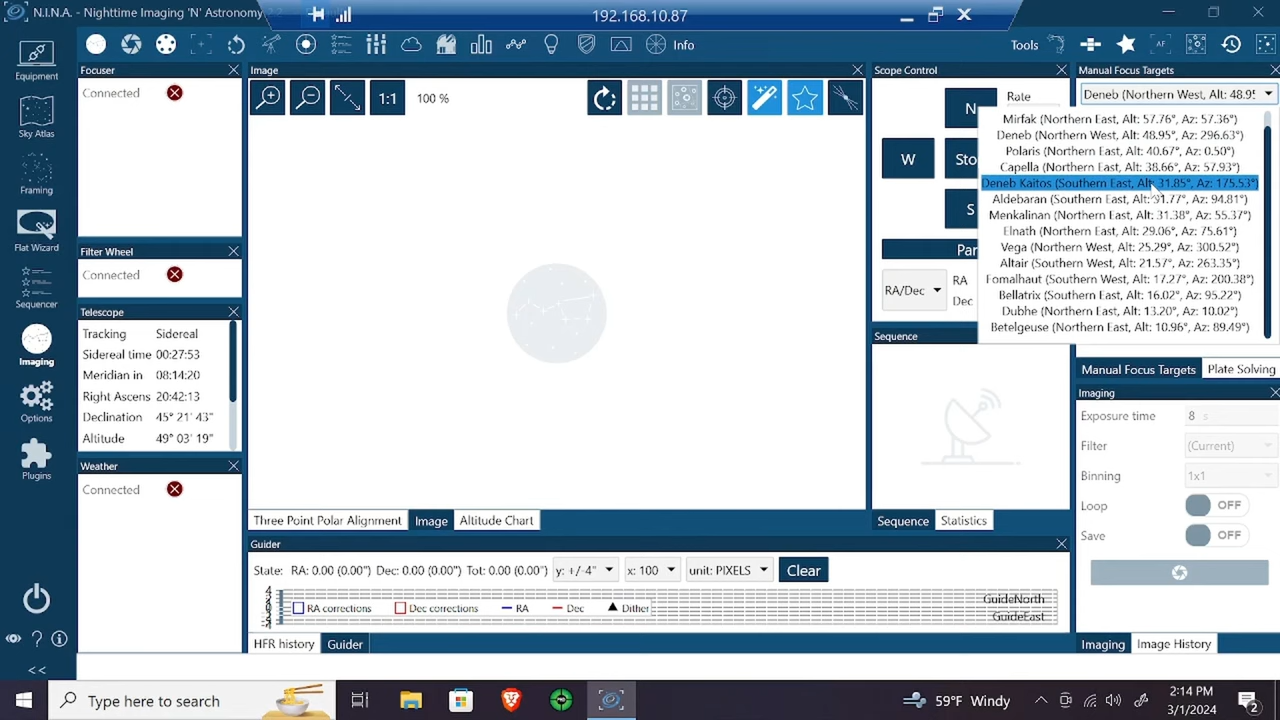 N.I.N.A. - Nighttime Imaging 'N' Astronomy 2.2
192.168.10.87
Info
Tools
Equipment
Sky Atlas
Framing
Flat Wizard
Sequencer
Imaging
Options
Plugins
<<
Focuser
Connected
Filter Wheel
Connected
Telescope
Tracking Sidereal
Sidereal time 00:27:53
Meridian in 08:14:20
Right Ascens 20:42:13
Declination 45° 21' 43"
Altitude 49° 03' 19"
Weather
Connected
Image
1:1
100 %
Three Point Polar Alignment
Image
Altitude Chart
Guider
State: RA: 0.00 (0.00") Dec: 0.00 (0.00") Tot: 0.00 (0.00")
y: +/-4"
x: 100
unit: PIXELS
Clear
RA corrections
Dec corrections
RA
Dec
Dither
GuideNorth
GuideEast
HFR history
Guider
Scope Control
N
Rate
W
Sto
S
Par
RA/Dec
RA
Dec
Sequence
Sequence
Statistics
Manual Focus Targets
Deneb (Northern West, Alt: 48.95
Mirfak (Northern East, Alt: 57.76°, Az: 57.36°)
Deneb (Northern West, Alt: 48.95°, Az: 296.63°)
Polaris (Northern East, Alt: 40.67°, Az: 0.50°)
Capella (Northern East, Alt: 38.66°, Az: 57.93°)
Deneb Kaitos (Southern East, Alt: 31.85°, Az: 175.53°)
Aldebaran (Southern East, Alt: 31.77°, Az: 94.81°)
Menkalinan (Northern East, Alt: 31.38°, Az: 55.37°)
Elnath (Northern East, Alt: 29.06°, Az: 75.61°)
Vega (Northern West, Alt: 25.29°, Az: 300.52°)
Altair (Southern West, Alt: 21.57°, Az: 263.35°)
Fomalhaut (Southern West, Alt: 17.27°, Az: 200.38°)
Bellatrix (Southern East, Alt: 16.02°, Az: 95.22°)
Dubhe (Northern East, Alt: 13.20°, Az: 10.02°)
Betelgeuse (Northern East, Alt: 10.96°, Az: 89.49°)
Manual Focus Targets
Plate Solving
Imaging
Exposure time 8 s
Filter (Current)
Binning 1x1
Loop OFF
Save OFF
Imaging
Image History
Type here to search
59°F Windy
2:14 PM
3/1/2024
2